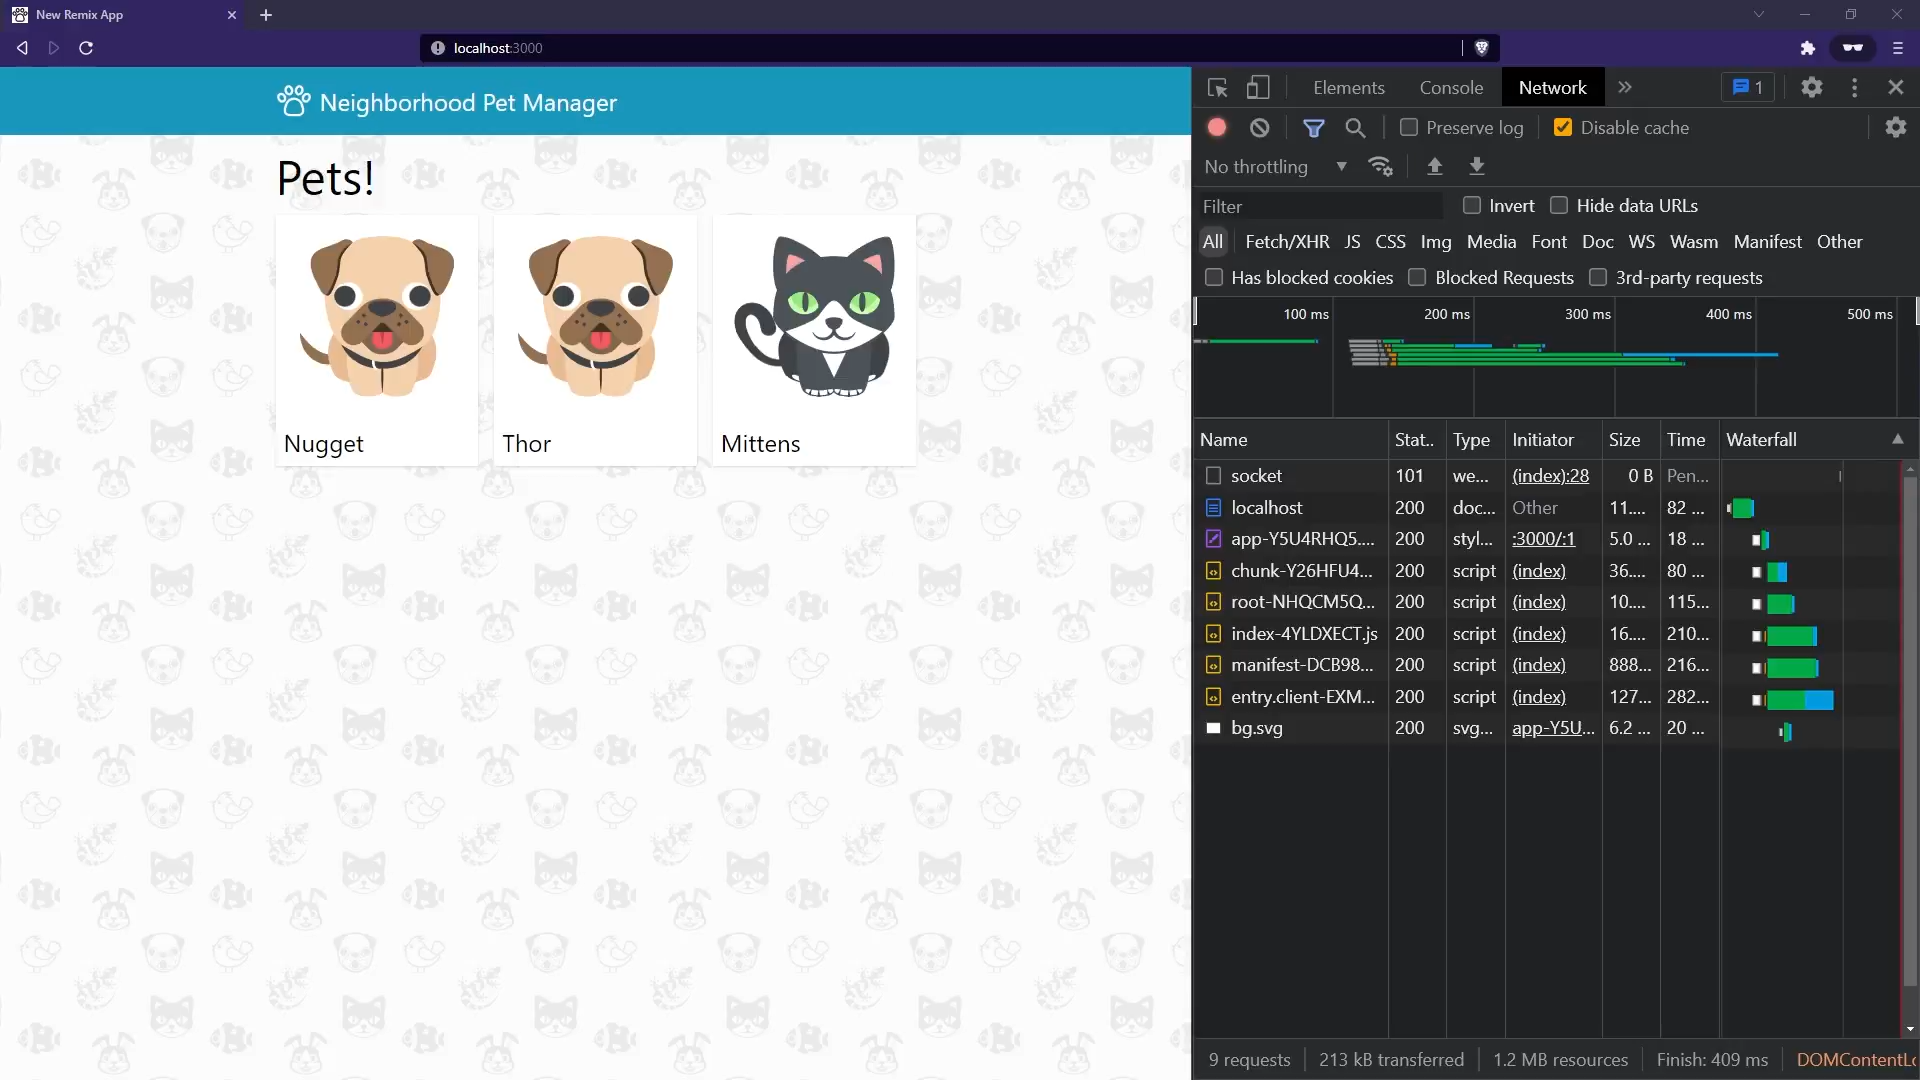 New Remix App
localhost:3000
Neighborhood Pet Manager
Pets!
Nugget
Thor
Mittens
Elements Console Network 1
Preserve log Disable cache
No throttling
Filter Invert Hide data URLs
All Fetch/XHR JS CSS Img Media Font Doc WS Wasm Manifest Other
Has blocked cookies Blocked Requests 3rd-party requests
100 ms 200 ms 300 ms 400 ms 500 ms
Name Stat.. Type Initiator Size Time Waterfall
socket 101 we... (index):28 0 B Pen...
localhost 200 doc... Other 11.... 82 ...
app-Y5U4RHQ5.... 200 styl... :3000/:1 5.0 ... 18 ...
chunk-Y26HFU4... 200 script (index) 36.... 80 ...
root-NHQCM5Q... 200 script (index) 10.... 115...
index-4YLDXECT.js 200 script (index) 16.... 210...
manifest-DCB98... 200 script (index) 888... 216...
entry.client-EXM... 200 script (index) 127... 282...
bg.svg 200 svg... app-Y5U... 6.2 ... 20 ...
9 requests 213 kB transferred 1.2 MB resources Finish: 409 ms DOMContentLo